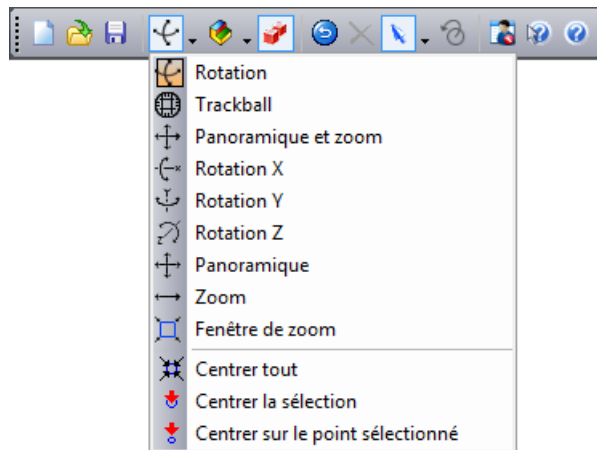 Rotation
Trackball
Panoramique et zoom
Rotation X
Rotation Y
Rotation Z
Panoramique
Zoom
Fenêtre de zoom
Centrer tout
Centrer la sélection
Centrer sur le point sélectionné